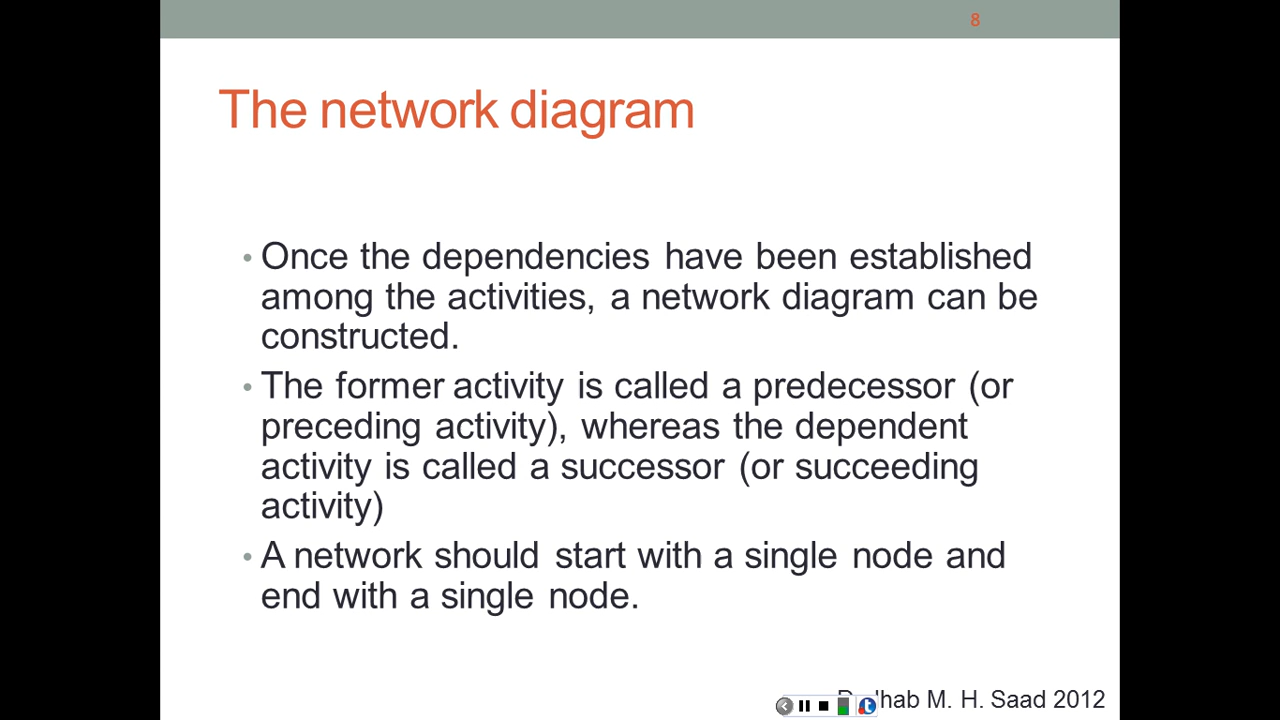 8
The network diagram
• Once the dependencies have been established
among the activities, a network diagram can be
constructed.
• The former activity is called a predecessor (or
preceding activity), whereas the dependent
activity is called a successor (or succeeding
activity)
• A network should start with a single node and
end with a single node.
M. H. Saad 2012